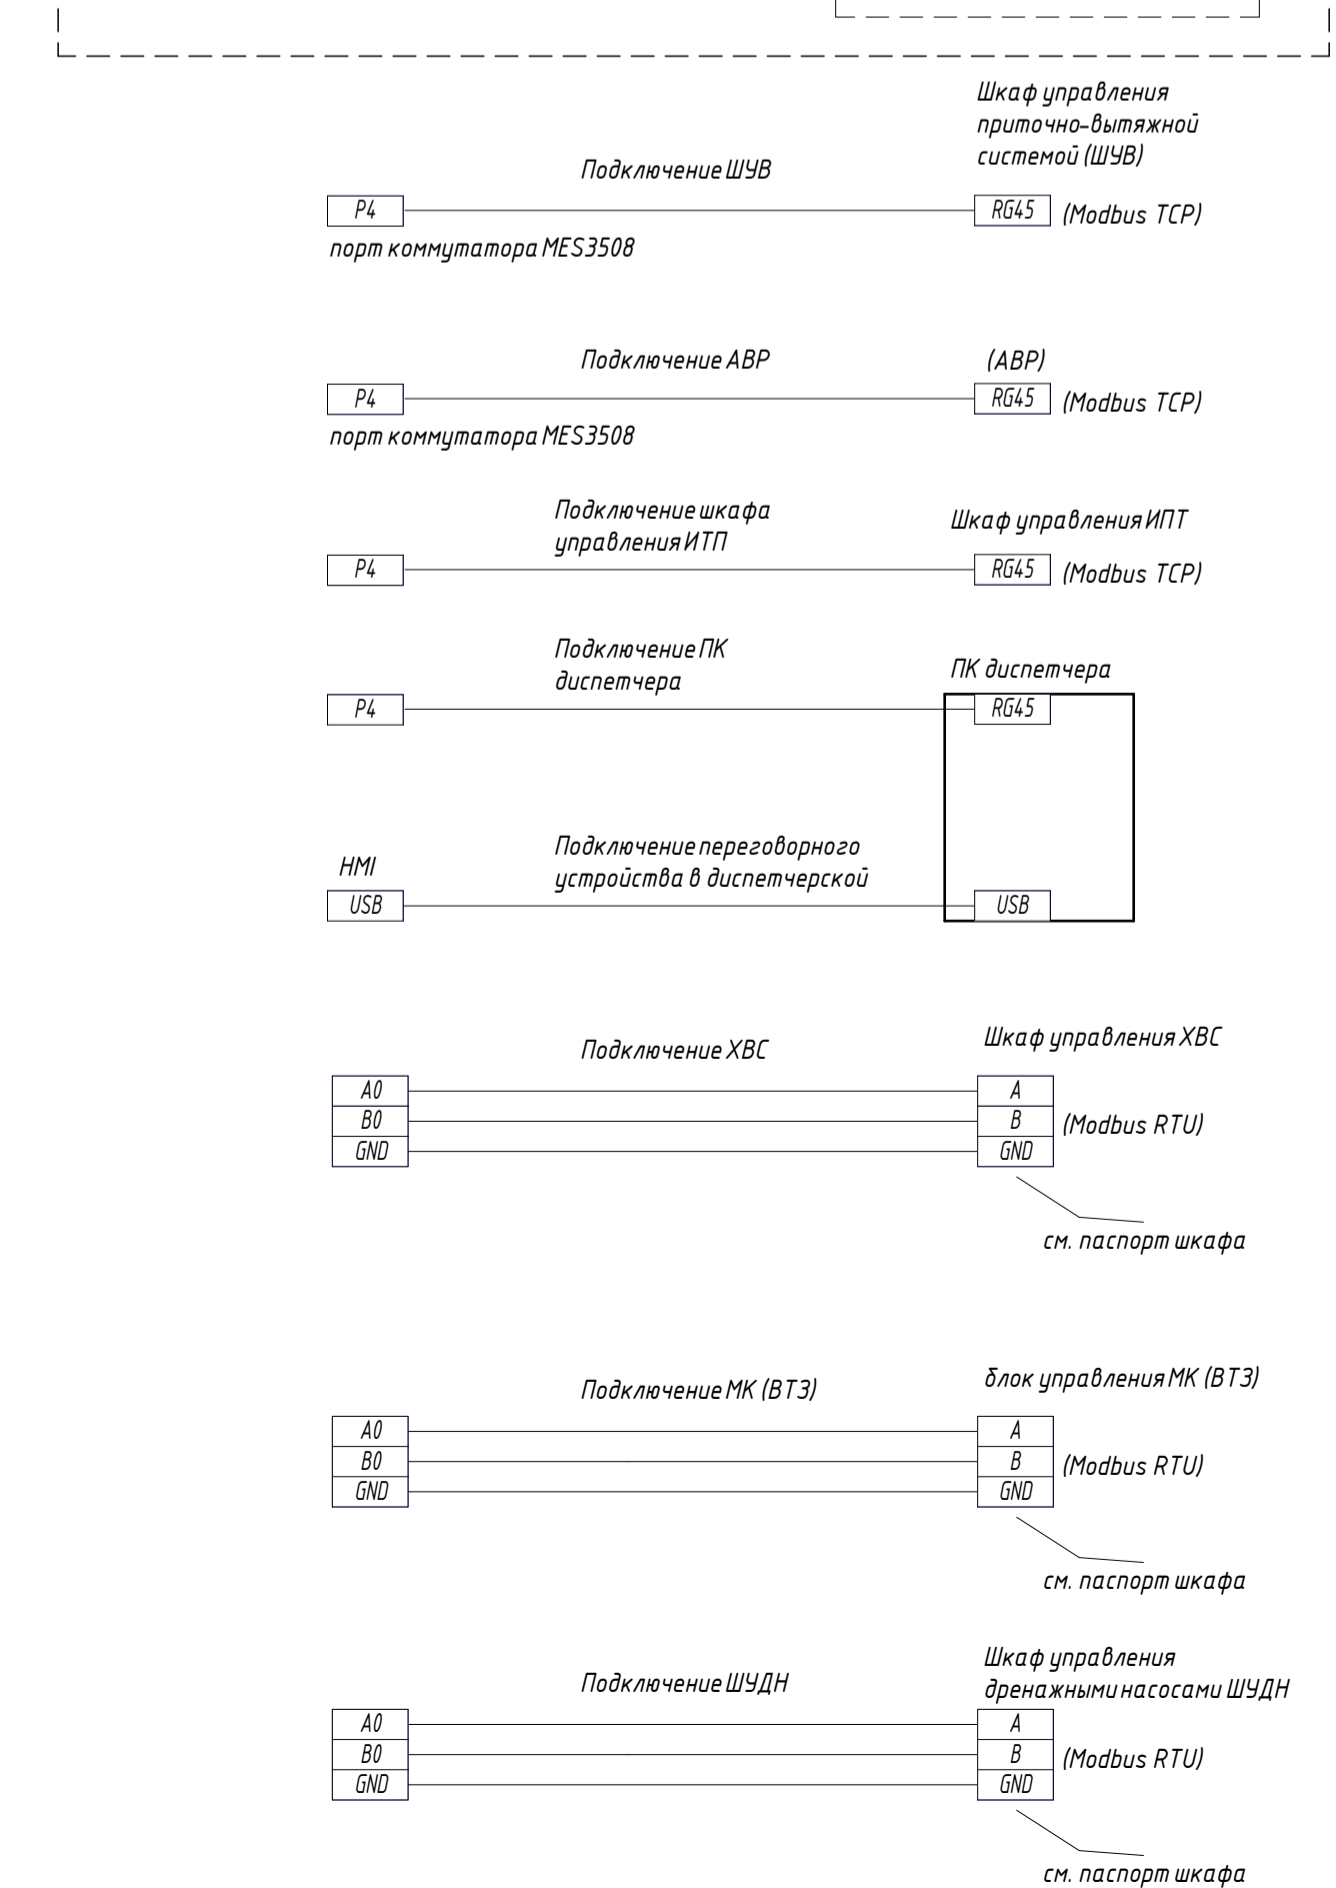 Шкаф управления
приточно-вытяжной
системой (ШУВ)
Подключение ШУВ
P4
RG45
(Modbus TCP)
порт коммутатора MES3508
Подключение АВР
(АВР)
P4
RG45
(Modbus TCP)
порт коммутатора MES3508
Подключение шкафа
управления ИТП
Шкаф управления ИПТ
P4
RG45
(Modbus TCP)
Подключение ПК
диспетчера
ПК диспетчера
P4
RG45
HMI
Подключение переговорного
устройства в диспетчерской
USB
USB
Подключение ХВС
Шкаф управления ХВС
A0
A
B0
B
(Modbus RTU)
GND
GND
см. паспорт шкафа
Подключение МК (ВТЗ)
блок управления МК (ВТЗ)
A0
A
B0
B
(Modbus RTU)
GND
GND
см. паспорт шкафа
Подключение ШУДН
Шкаф управления
дренажными насосами ШУДН
A0
A
B0
B
(Modbus RTU)
GND
GND
см. паспорт шкафа